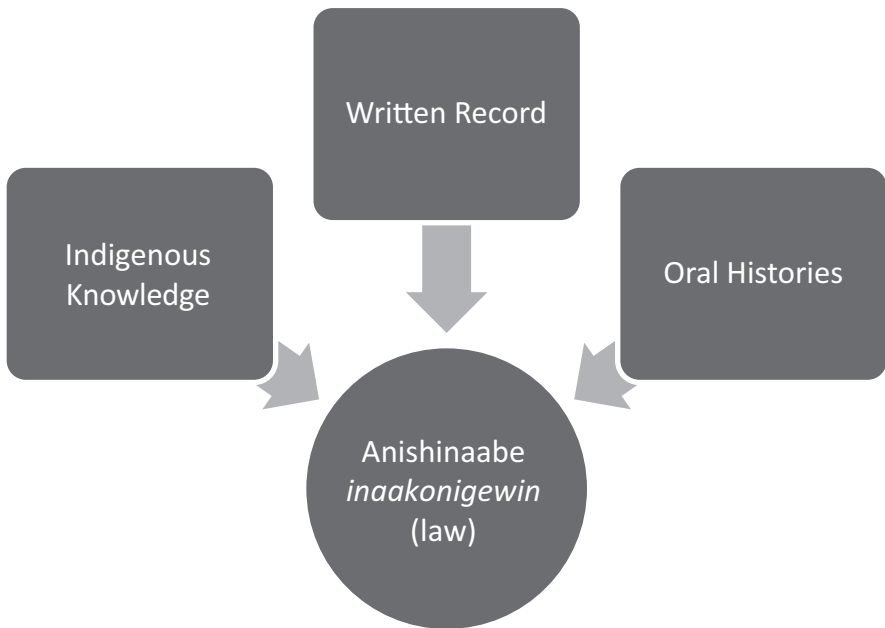 Written Record
Indigenous
Knowledge
Oral Histories
Anishinaabe
inaakonigewin
(law)